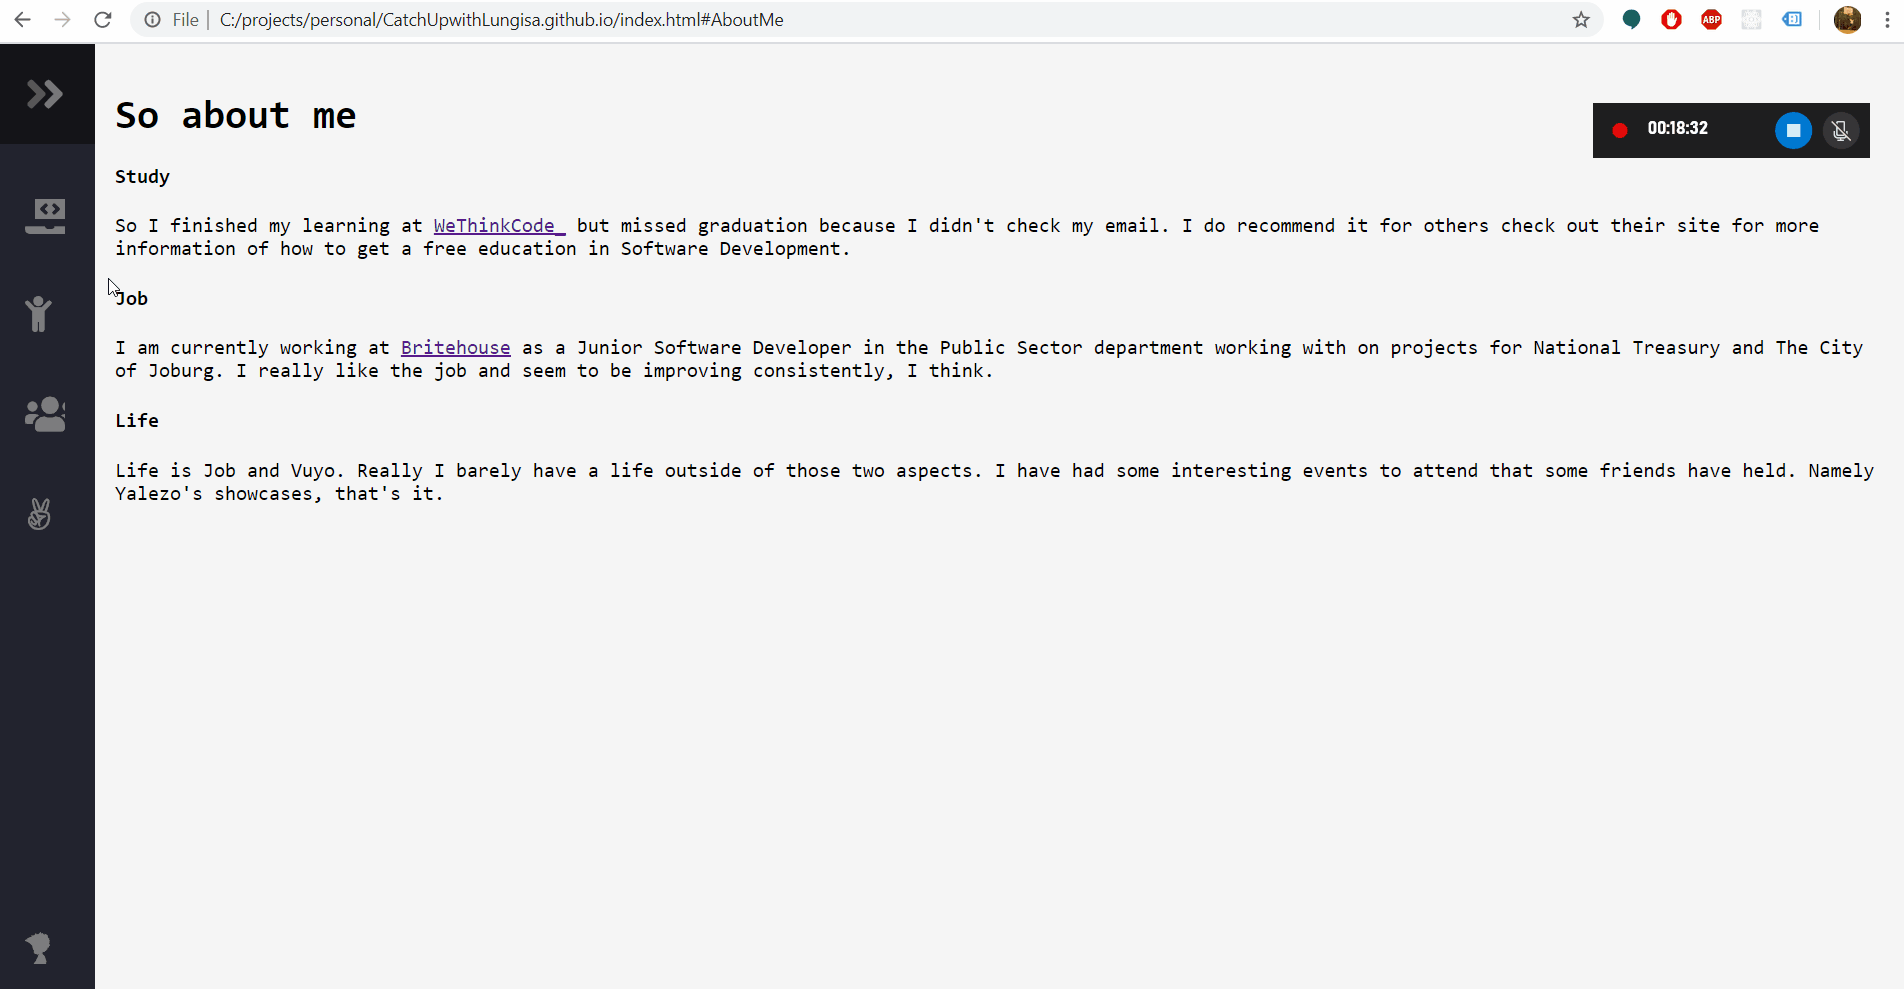 File | C:/projects/personal/CatchUpwithLungisa.github.io/index.html#AboutMe
ABP
So about me
00:18:32
Study
So I finished my learning at WeThinkCode_ but missed graduation because I didn't check my email. I do recommend it for others check out their site for more
information of how to get a free education in Software Development.
Job
I am currently working at Britehouse as a Junior Software Developer in the Public Sector department working with on projects for National Treasury and The City
of Joburg. I really like the job and seem to be improving consistently, I think.
Life
Life is Job and Vuyo. Really I barely have a life outside of those two aspects. I have had some interesting events to attend that some friends have held. Namely
Yalezo's showcases, that's it.